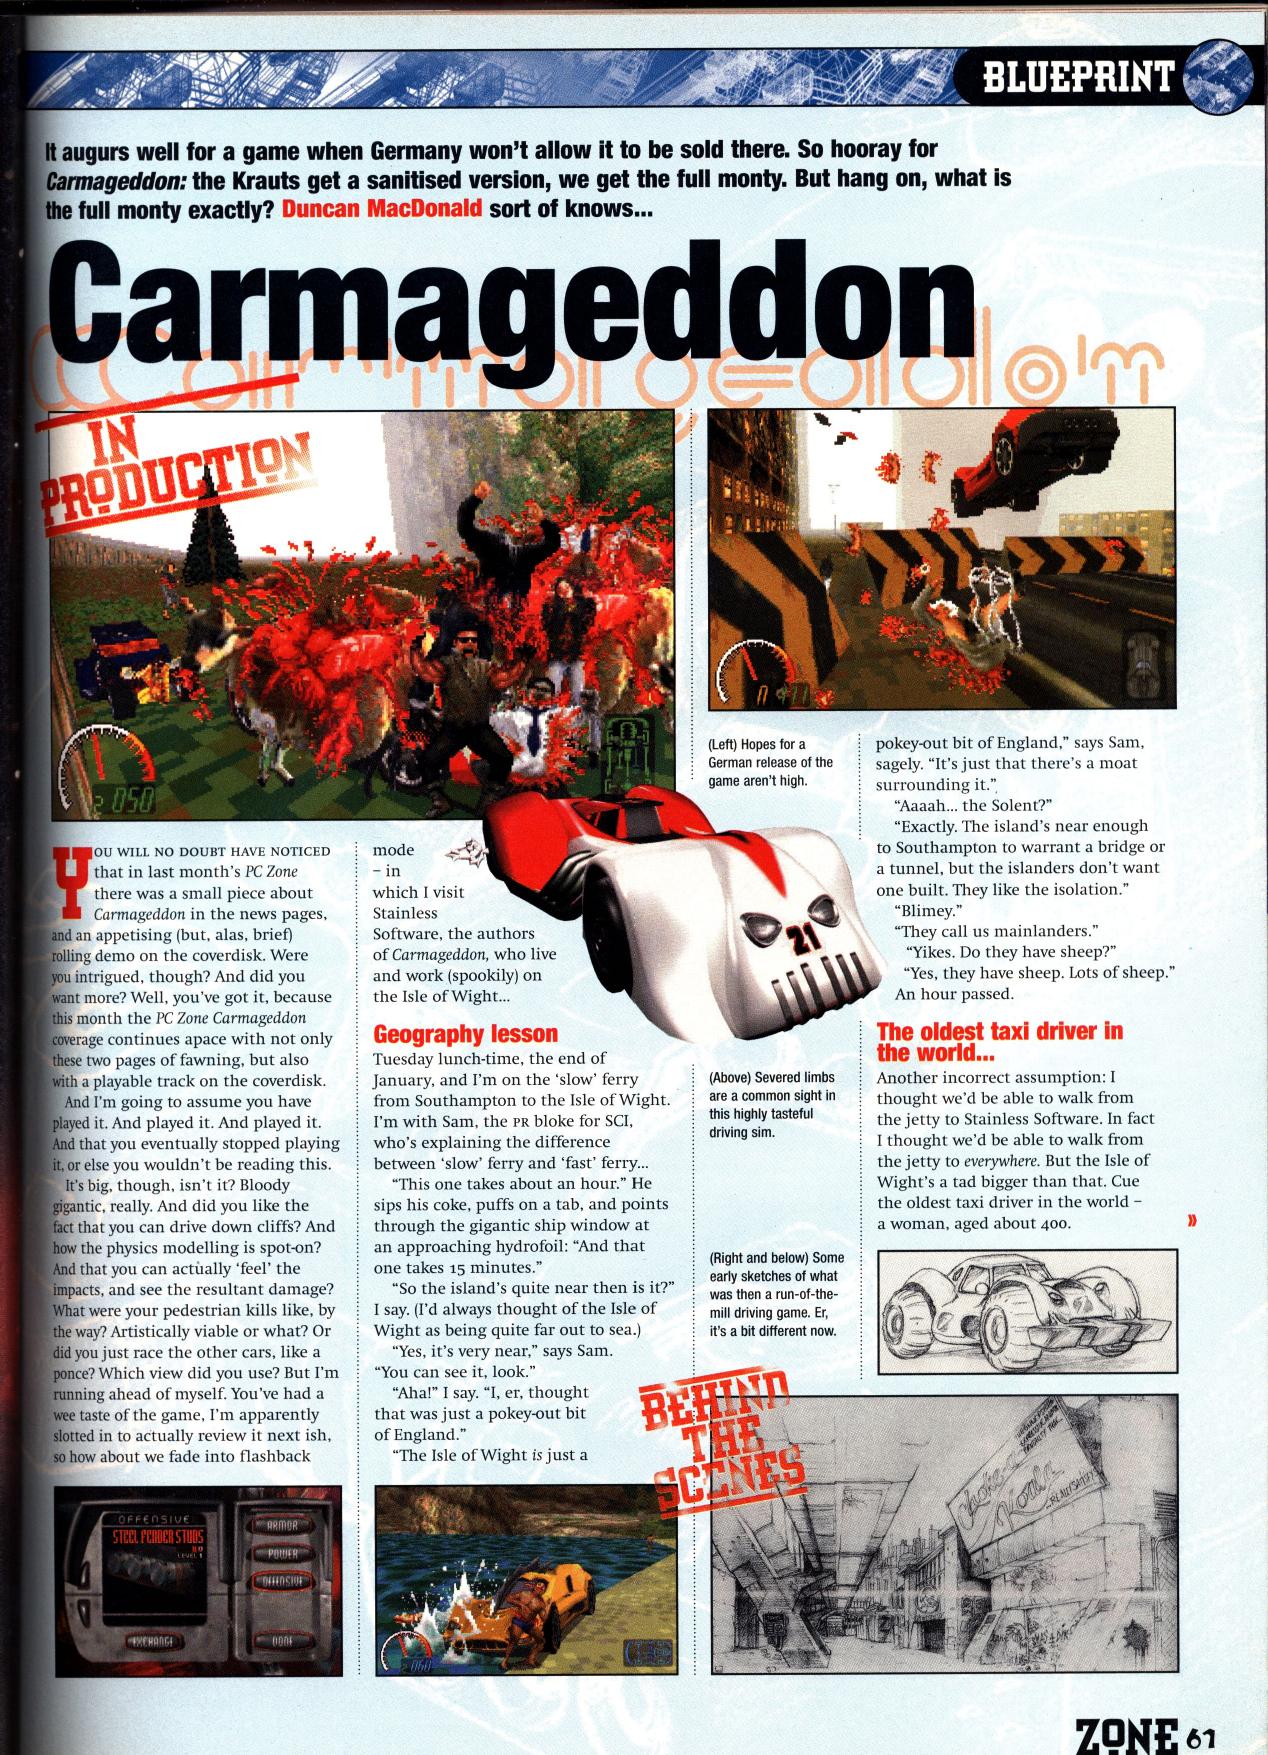 BLUEPRINT
It augurs well for a game when Germany won't allow it to be sold there. So hooray for
Carmageddon: the Krauts get a sanitised version, we get the full monty. But hang on, what is
the full monty exactly? Duncan MacDonald sort of knows...
Carmageddon
IN
PRODUCTION
YOU WILL NO DOUBT HAVE NOTICED
that in last month's PC Zone
there was a small piece about
Carmageddon in the news pages,
and an appetising (but, alas, brief)
rolling demo on the coverdisk. Were
you intrigued, though? And did you
want more? Well, you've got it, because
this month the PC Zone Carmageddon
coverage continues apace with not only
these two pages of fawning, but also
with a playable track on the coverdisk.
And I'm going to assume you have
played it. And played it. And played it.
And that you eventually stopped playing
it, or else you wouldn't be reading this.
It's big, though, isn't it? Bloody
gigantic, really. And did you like the
fact that you can drive down cliffs? And
how the physics modelling is spot-on?
And that you can actually 'feel' the
impacts, and see the resultant damage?
What were your pedestrian kills like, by
the way? Artistically viable or what? Or
did you just race the other cars, like a
ponce? Which view did you use? But I'm
running ahead of myself. You've had a
wee taste of the game, I'm apparently
slotted in to actually review it next ish,
so how about we fade into flashback
mode
– in
which I visit
Stainless
Software, the authors
of Carmageddon, who live
and work (spookily) on
the Isle of Wight...
Geography lesson
Tuesday lunch-time, the end of
January, and I'm on the 'slow' ferry
from Southampton to the Isle of Wight.
I'm with Sam, the PR bloke for SCI,
who's explaining the difference
between 'slow' ferry and 'fast' ferry...
"This one takes about an hour." He
sips his coke, puffs on a tab, and points
through the gigantic ship window at
an approaching hydrofoil: "And that
one takes 15 minutes."
"So the island's quite near then is it?"
I say. (I'd always thought of the Isle of
Wight as being quite far out to sea.)
"Yes, it's very near," says Sam.
"You can see it, look."
"Aha!" I say. "I, er, thought
that was just a pokey-out bit
of England."
"The Isle of Wight is just a
pokey-out bit of England," says Sam,
sagely. "It's just that there's a moat
surrounding it."
"Aaaah... the Solent?"
"Exactly. The island's near enough
to Southampton to warrant a bridge or
a tunnel, but the islanders don't want
one built. They like the isolation."
"Blimey."
"They call us mainlanders."
"Yikes. Do they have sheep?"
"Yes, they have sheep. Lots of sheep."
An hour passed.
The oldest taxi driver in
the world...
Another incorrect assumption: I
thought we'd be able to walk from
the jetty to Stainless Software. In fact
I thought we'd be able to walk from
the jetty to everywhere. But the Isle of
Wight's a tad bigger than that. Cue
the oldest taxi driver in the world –
a woman, aged about 400.
»
(Left) Hopes for a
German release of the
game aren't high.
(Above) Severed limbs
are a common sight in
this highly tasteful
driving sim.
(Right and below) Some
early sketches of what
was then a run-of-the-
mill driving game. Er,
it's a bit different now.
BEHIND
THE
SCENES
050
21
OFFENSIVE
STEEL FENDER STUDS
LEVEL 1
ARMOR
POWER
OFFENSIVE
EXCHANGE
DONE
060
ZONE 61